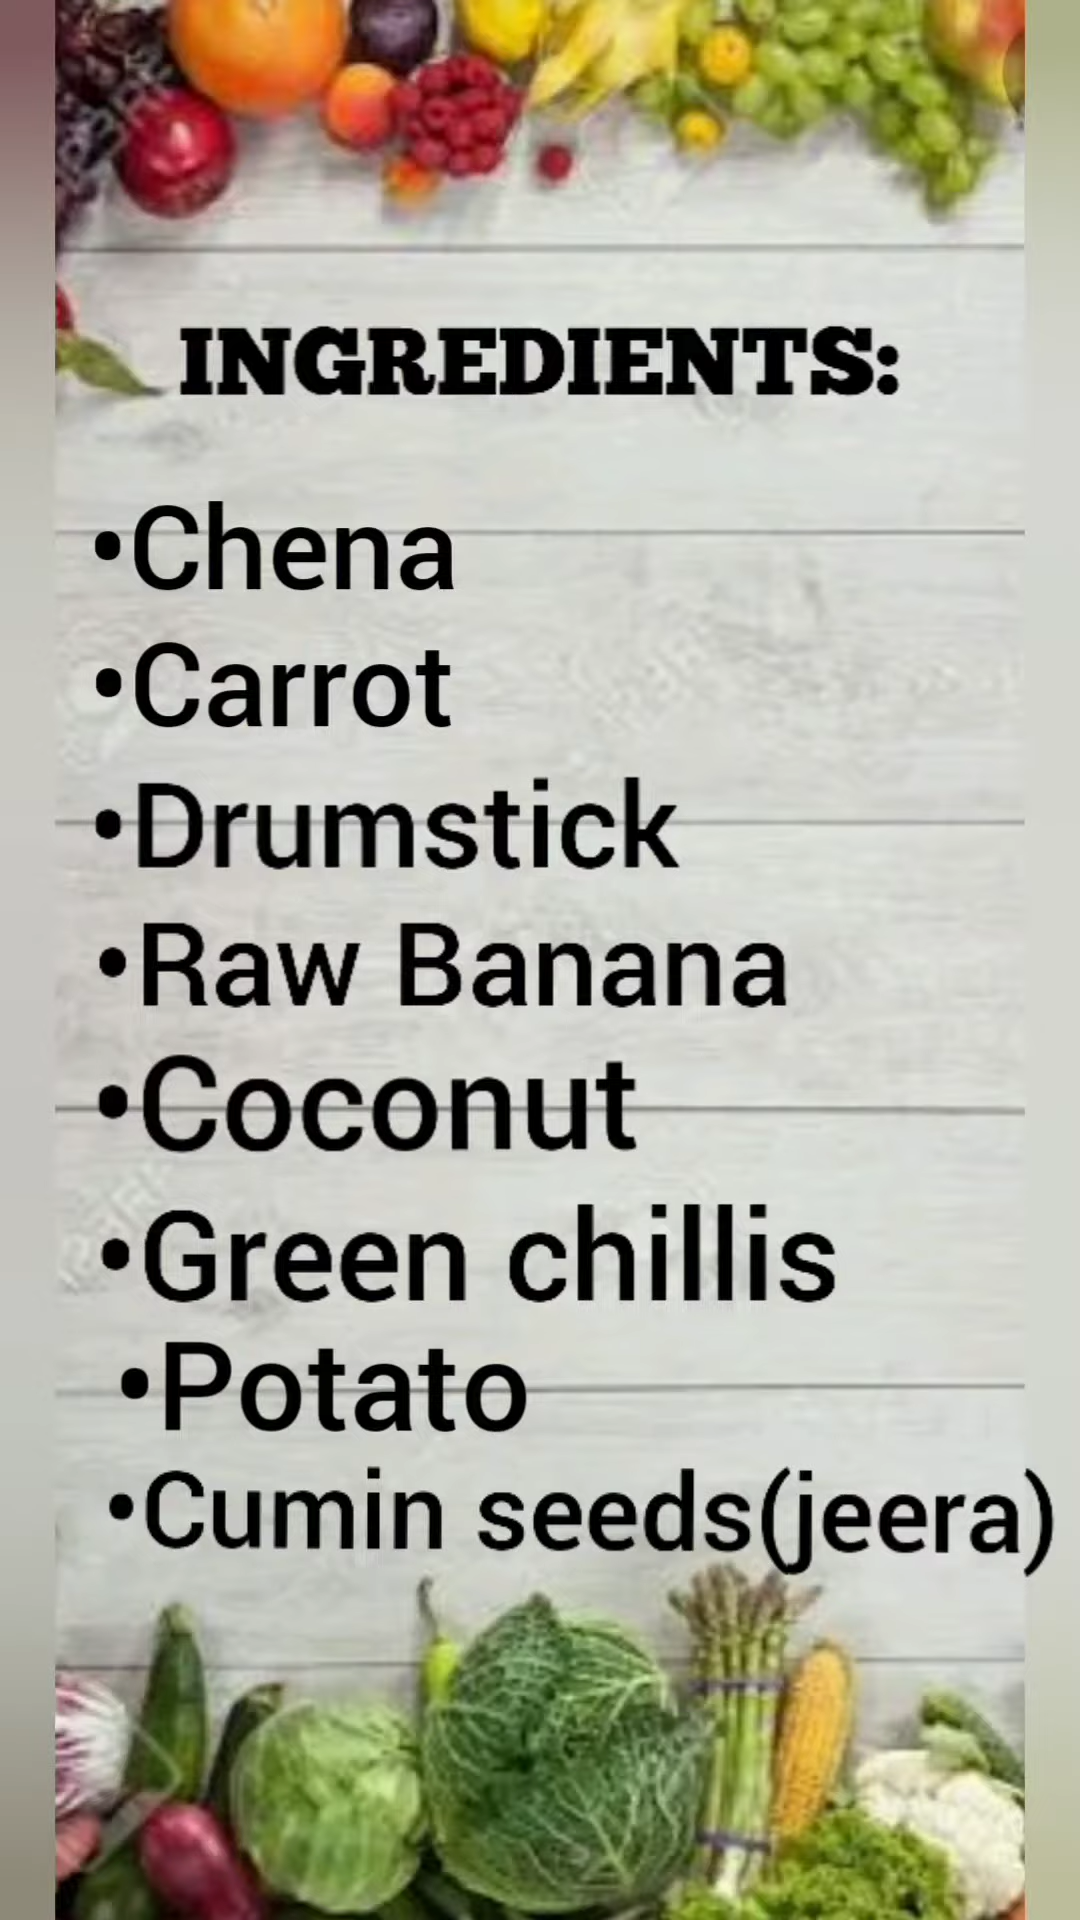 INGREDIENTS:
•Chena
•Carrot
•Drumstick
•Raw Banana
•Coconut
•Green chillis
•Potato
•Cumin seeds(jeera)